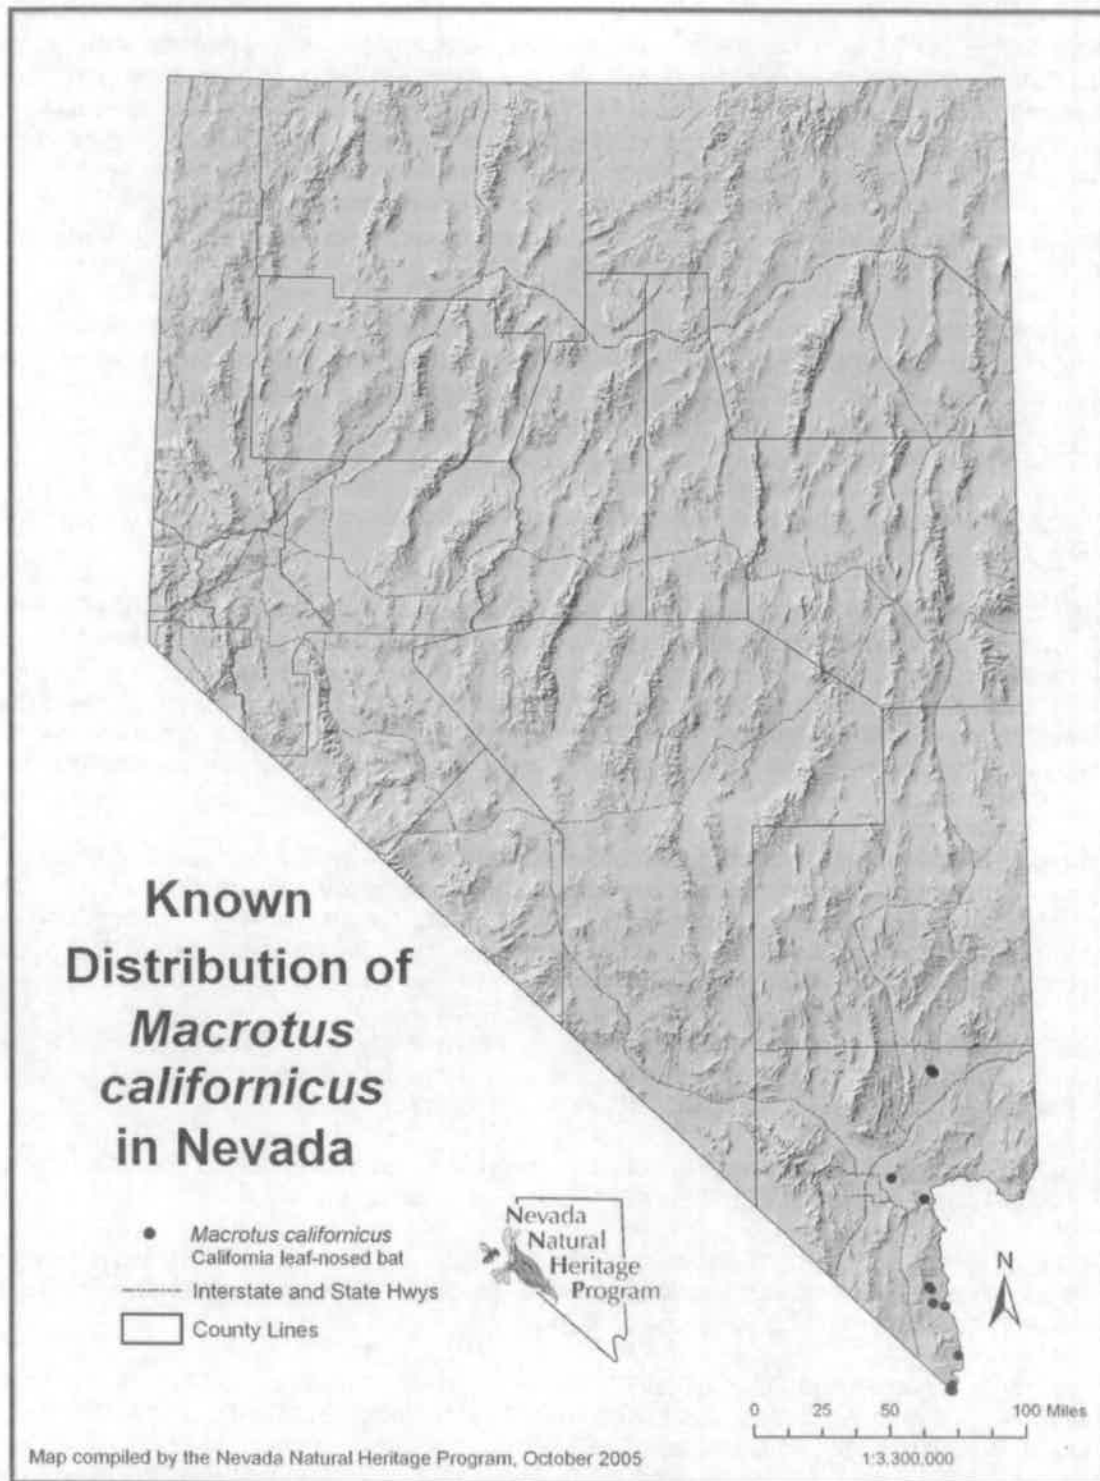 Known
Distribution of
Macrotus
californicus
in Nevada
Macrotus californicus
California leaf-nosed bat
Interstate and State Hwys
County Lines
Nevada
Natural
Heritage
Program
N
0 25 50 100 Miles
1:3,300,000
Map compiled by the Nevada Natural Heritage Program, October 2005